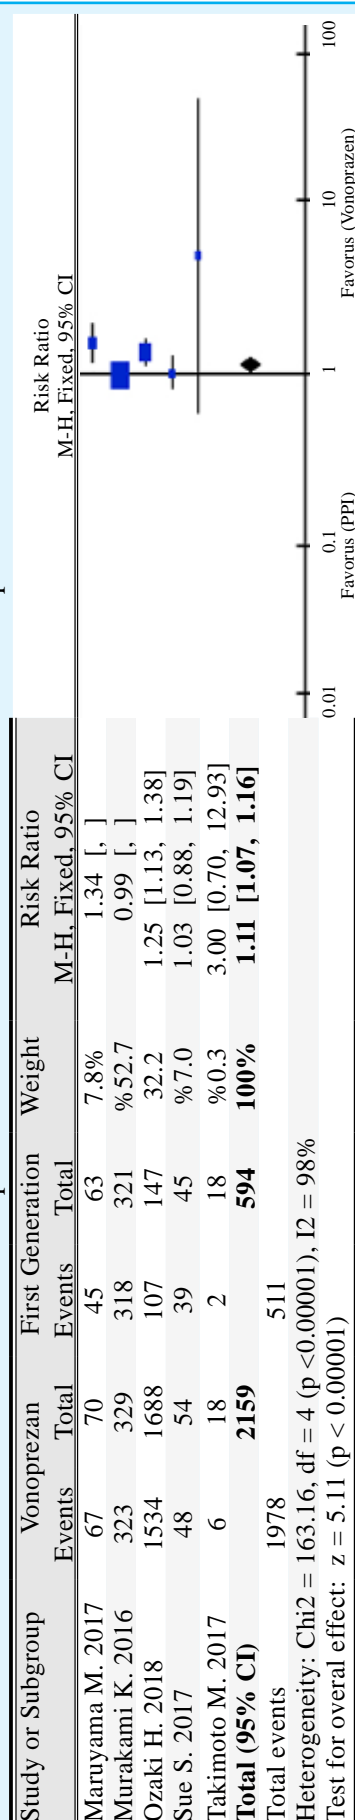 Study or Subgroup Vonoprezan First Generation Weight Risk Ratio Risk Ratio
Events Total Events Total M-H, Fixed, 95% CI M-H, Fixed, 95% CI
Maruyama M. 2017 67 70 45 63 7.8% 1.34 [, ]
Murakami K. 2016 323 329 318 321 %52.7 0.99 [, ]
Ozaki H. 2018 1534 1688 107 147 32.2 1.25 [1.13, 1.38]
Sue S. 2017 48 54 39 45 %7.0 1.03 [0.88, 1.19]
Takimoto M. 2017 6 18 2 18 %0.3 3.00 [0.70, 12.93]
Total (95% CI) 2159 594 100% 1.11 [1.07, 1.16]
Total events 1978 511
Heterogeneity: Chi2 = 163.16, df = 4 (p <0.00001), I2 = 98%
Test for overal effect: z = 5.11 (p < 0.00001)
0.01 0.1 1 10 100
Favorus (PPI) Favorus (Vonoprazen)